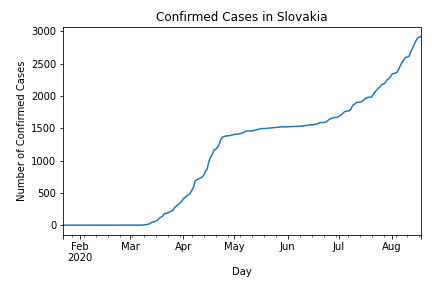 Confirmed Cases in Slovakia
3000
2500
2000
1500
1000
500
0
Number of Confirmed Cases
Feb Mar Apr May Jun Jul Aug
2020
Day